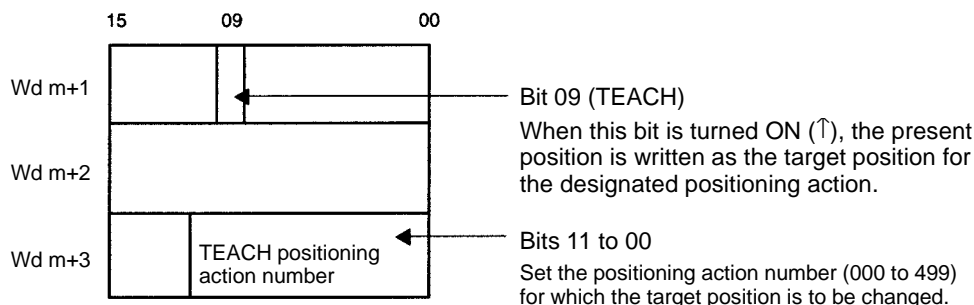 15 09 00
Wd m+1
Bit 09 (TEACH)
When this bit is turned ON (⇑), the present
position is written as the target position for
the designated positioning action.
Wd m+2
Wd m+3
TEACH positioning
action number
Bits 11 to 00
Set the positioning action number (000 to 499)
for which the target position is to be changed.